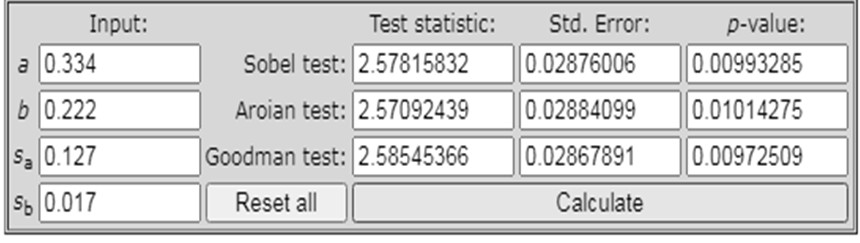 Input: Test statistic: Std. Error: p-value:
a 0.334 Sobel test: 2.57815832 0.02876006 0.00993285
b 0.222 Aroian test: 2.57092439 0.02884099 0.01014275
sa 0.127 Goodman test: 2.58545366 0.02867891 0.00972509
sb 0.017 Reset all Calculate